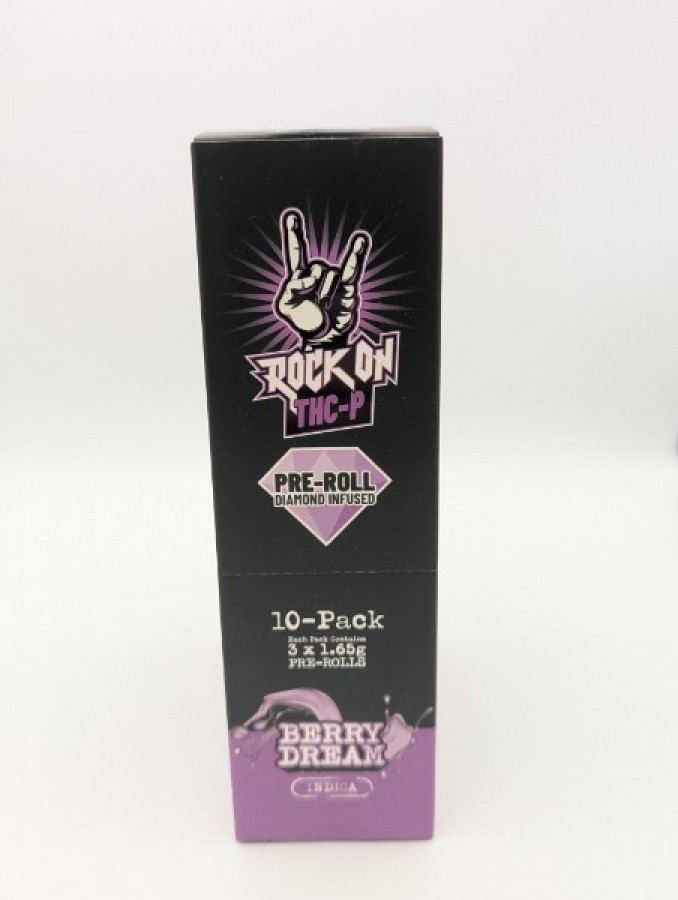 ROCK ON
THC-P
PRE-ROLL
DIAMOND INFUSED
10-Pack
Each Pack Contains
3 x 1.65g
PRE-ROLLS
BERRY
DREAM
INDICA